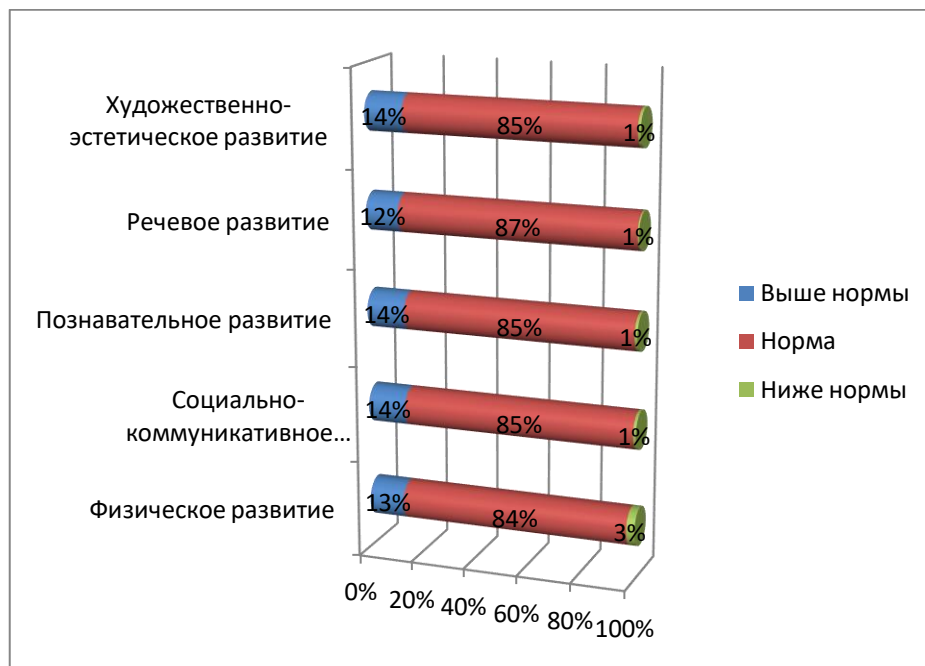 Художественно-
эстетическое развитие
14% 85% 1%
Речевое развитие
12% 87% 1%
Познавательное развитие
14% 85% 1%
Социально-
коммуникативное...
14% 85% 1%
Физическое развитие
13% 84% 3%
0% 20% 40% 60% 80% 100%
Выше нормы
Норма
Ниже нормы